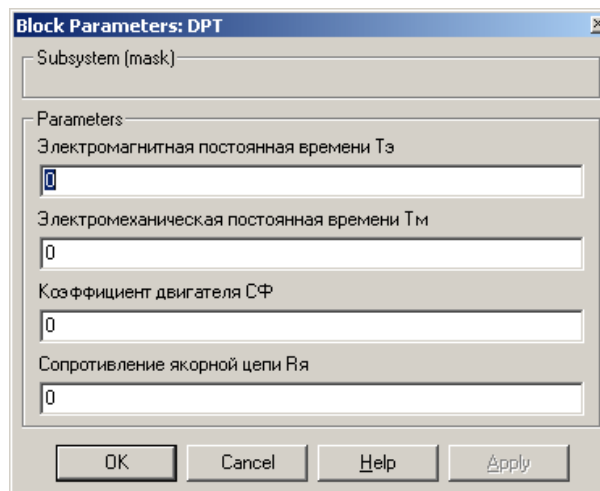 Block Parameters: DPT
Subsystem (mask)
Parameters
Электромагнитная постоянная времени Тэ
0
Электромеханическая постоянная времени Тм
0
Коэффициент двигателя СФ
0
Сопротивление якорной цепи Rя
0
OK Cancel Help Apply